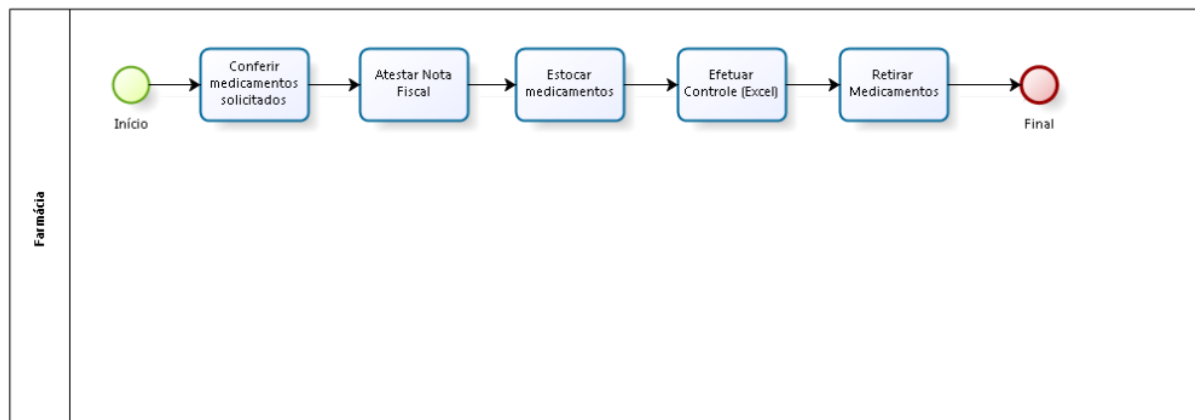 Farmácia
Início
Conferir
medicamentos
solicitados
Atestar Nota
Fiscal
Estocar
medicamentos
Efetuar
Controle (Excel)
Retirar
Medicamentos
Final